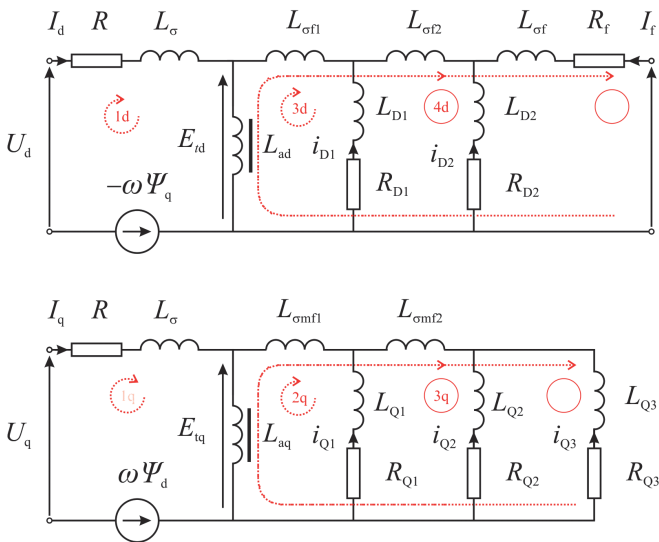 I_d R L_σ L_σf1 L_σf2 L_σf R_f I_f
1d 3d L_D1 4d L_D2
U_d E_td L_ad i_D1 i_D2
−ωΨ_q R_D1 R_D2
I_q R L_σ L_σmf1 L_σmf2
1q 2q L_Q1 3q L_Q2 L_Q3
U_q E_tq L_aq i_Q1 i_Q2 i_Q3
ωΨ_d R_Q1 R_Q2 R_Q3